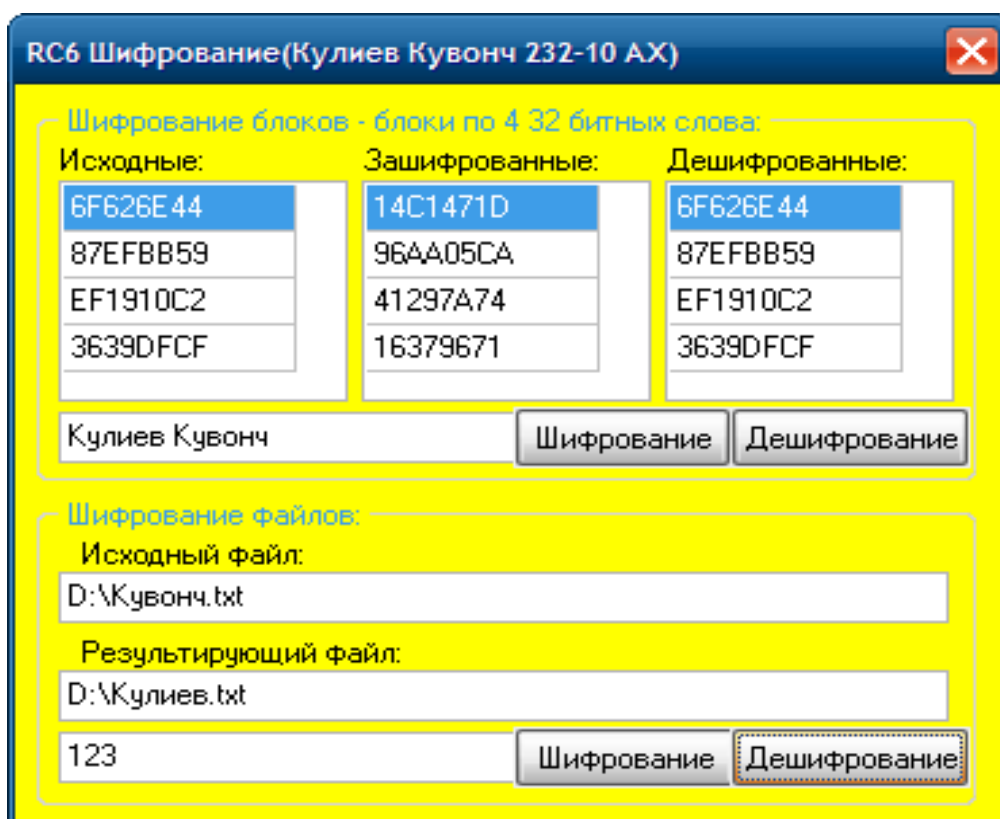 RC6 Шифрование(Кулиев Кувонч 232-10 АХ)
Шифрование блоков - блоки по 4 32 битных слова:
Исходные: Зашифрованные: Дешифрованные:
6F626E44 14C1471D 6F626E44
87EFBB59 96AA05CA 87EFBB59
EF1910C2 41297A74 EF1910C2
3639DFCF 16379671 3639DFCF
Кулиев Кувонч Шифрование Дешифрование
Шифрование файлов:
Исходный файл:
D:\Кувонч.txt
Результирующий файл:
D:\Кулиев.txt
123 Шифрование Дешифрование